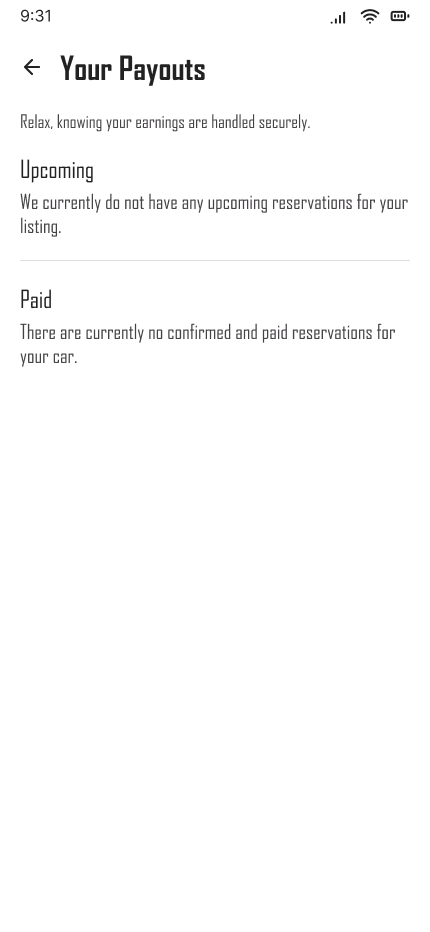 9:31
Your Payouts
Relax, knowing your earnings are handled securely.
Upcoming
We currently do not have any upcoming reservations for your
listing.
Paid
There are currently no confirmed and paid reservations for
your car.